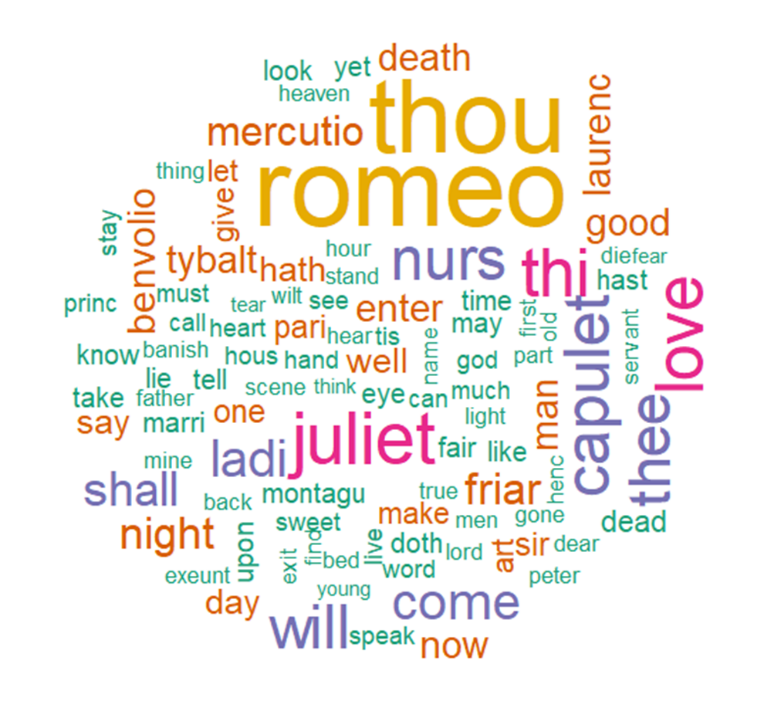 look yet death
heaven
mercutio thou
thing let romeo laurenc
give good
stay benvolio
tybalt hath hour nurs thi diefear
stand hast
princ must tear wilt see enter time first old capulet servant love
call heart pari hear tis name may
know banish hous hand well god part
take lie tell scene think eye can much
father
say marri one juliet light man thee
ladi fair like
mine
shall back montagu true friar henc
night upon sweet make men gone dead
exit find bed live doth lord art sir dear
exeunt word peter
young
day will come
speak now